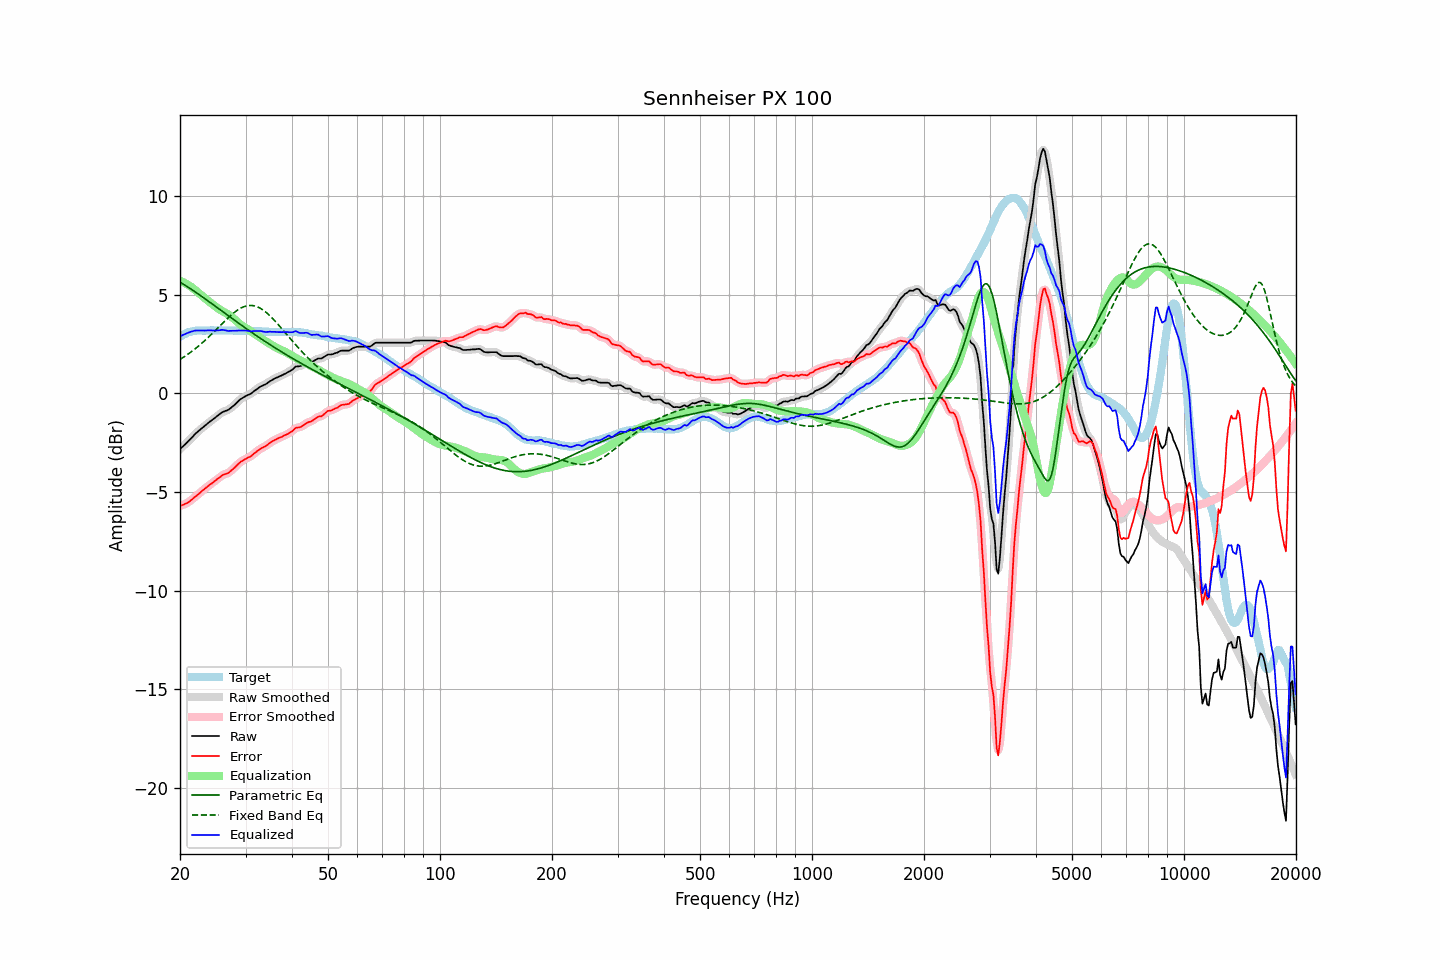 Sennheiser PX 100
Amplitude (dBr)
10
5
0
−5
−10
−15
−20
Target
Raw Smoothed
Error Smoothed
Raw
Error
Equalization
Parametric Eq
Fixed Band Eq
Equalized
20
50
100
200
500
1000
2000
5000
10000
20000
Frequency (Hz)